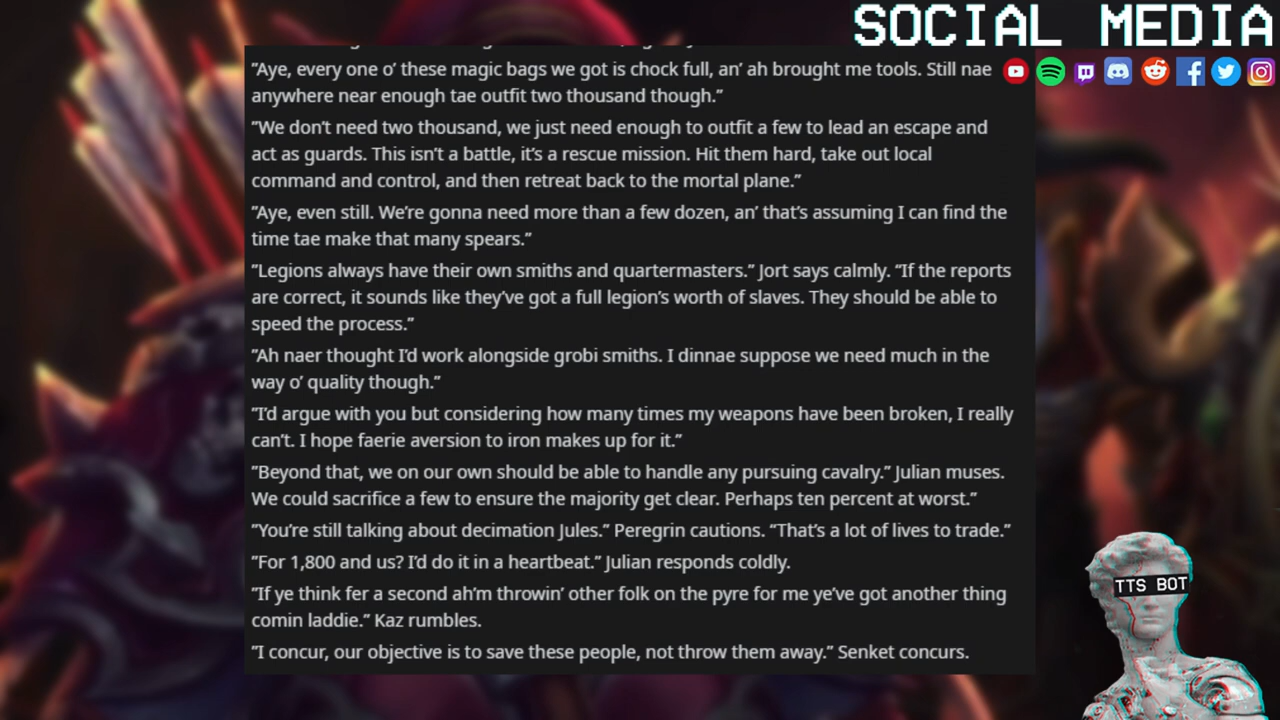 SOCIAL MEDIA
"Aye, every one o' these magic bags we got is chock full, an' ah brought me tools. Still nae
anywhere near enough tae outfit two thousand though."
"We don't need two thousand, we just need enough to outfit a few to lead an escape and
act as guards. This isn't a battle, it's a rescue mission. Hit them hard, take out local
command and control, and then retreat back to the mortal plane."
"Aye, even still. We're gonna need more than a few dozen, an' that's assuming I can find the
time tae make that many spears."
"Legions always have their own smiths and quartermasters." Jort says calmly. "If the reports
are correct, it sounds like they've got a full legion's worth of slaves. They should be able to
speed the process."
"Ah naer thought I'd work alongside grobi smiths. I dinnae suppose we need much in the
way o' quality though."
"I'd argue with you but considering how many times my weapons have been broken, I really
can't. I hope faerie aversion to iron makes up for it."
"Beyond that, we on our own should be able to handle any pursuing cavalry." Julian muses.
We could sacrifice a few to ensure the majority get clear. Perhaps ten percent at worst."
"You're still talking about decimation Jules." Peregrin cautions. "That's a lot of lives to trade."
"For 1,800 and us? I'd do it in a heartbeat." Julian responds coldly.
"If ye think fer a second ah'm throwin' other folk on the pyre for me ye've got another thing
comin laddie." Kaz rumbles.
"I concur, our objective is to save these people, not throw them away." Senket concurs.
TTS BOT